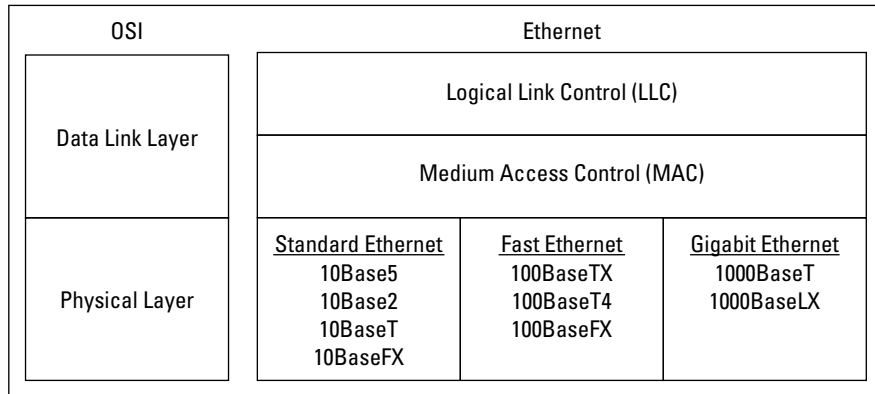 OSI
Ethernet
Data Link Layer
Logical Link Control (LLC)
Medium Access Control (MAC)
Physical Layer
Standard Ethernet
10Base5
10Base2
10BaseT
10BaseFX
Fast Ethernet
100BaseTX
100BaseT4
100BaseFX
Gigabit Ethernet
1000BaseT
1000BaseLX